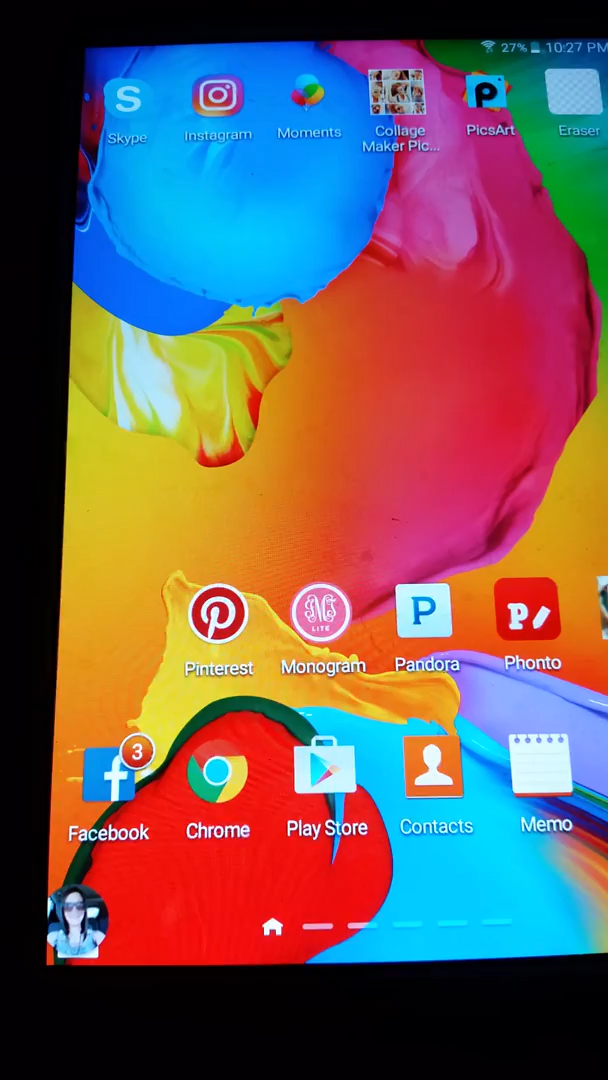 27% 10:27 PM
S
Skype
Instagram
Moments
Collage
Maker Pic...
P
PicsArt
Eraser
Pinterest
LITE
Monogram
P
Pandora
P
Phonto
3
f
Facebook
Chrome
Play Store
Contacts
Memo